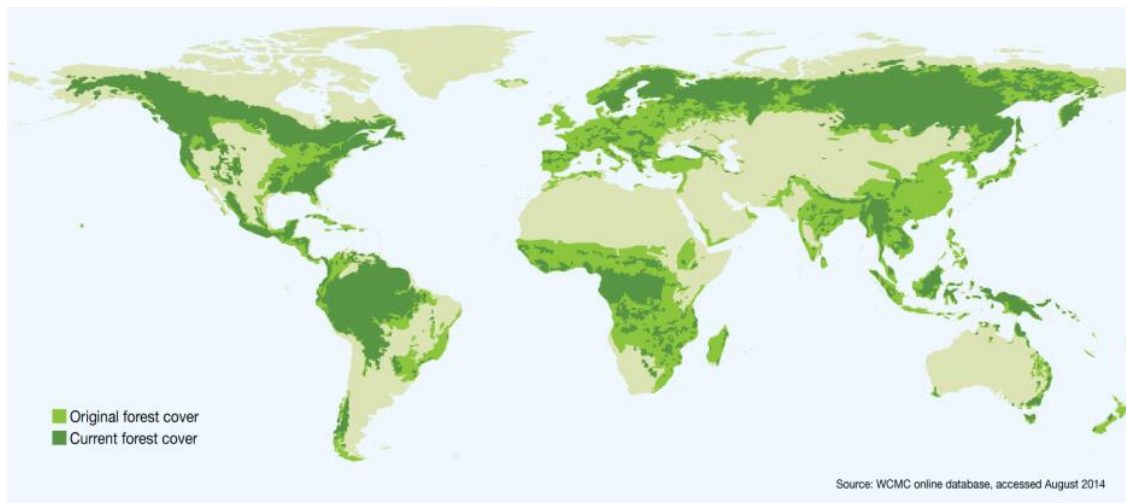 Original forest cover
Current forest cover
Source: WCMC online database, accessed August 2014